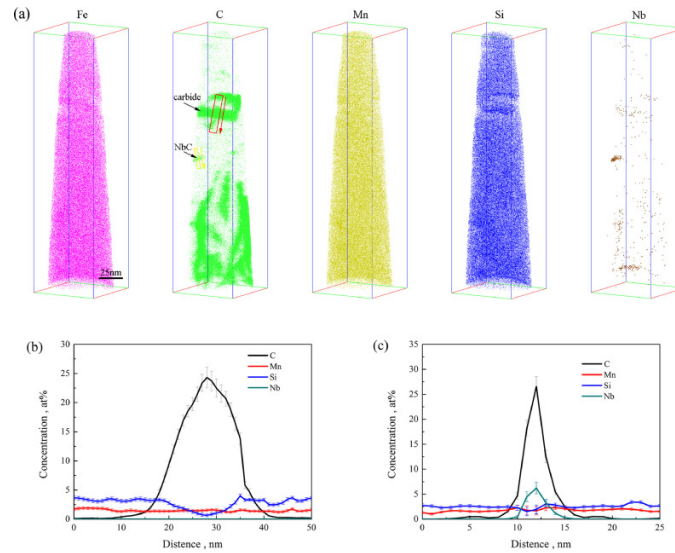 (a)
Fe C Mn Si Nb
carbide
NbC
25nm
(b)
30
25
20
15
10
5
0
Concentration , at%
C
Mn
Si
Nb
0 10 20 30 40 50
Distence , nm
(c)
35
30
25
20
15
10
5
0
Concentration , at%
C
Mn
Si
Nb
0 5 10 15 20 25
Distence , nm